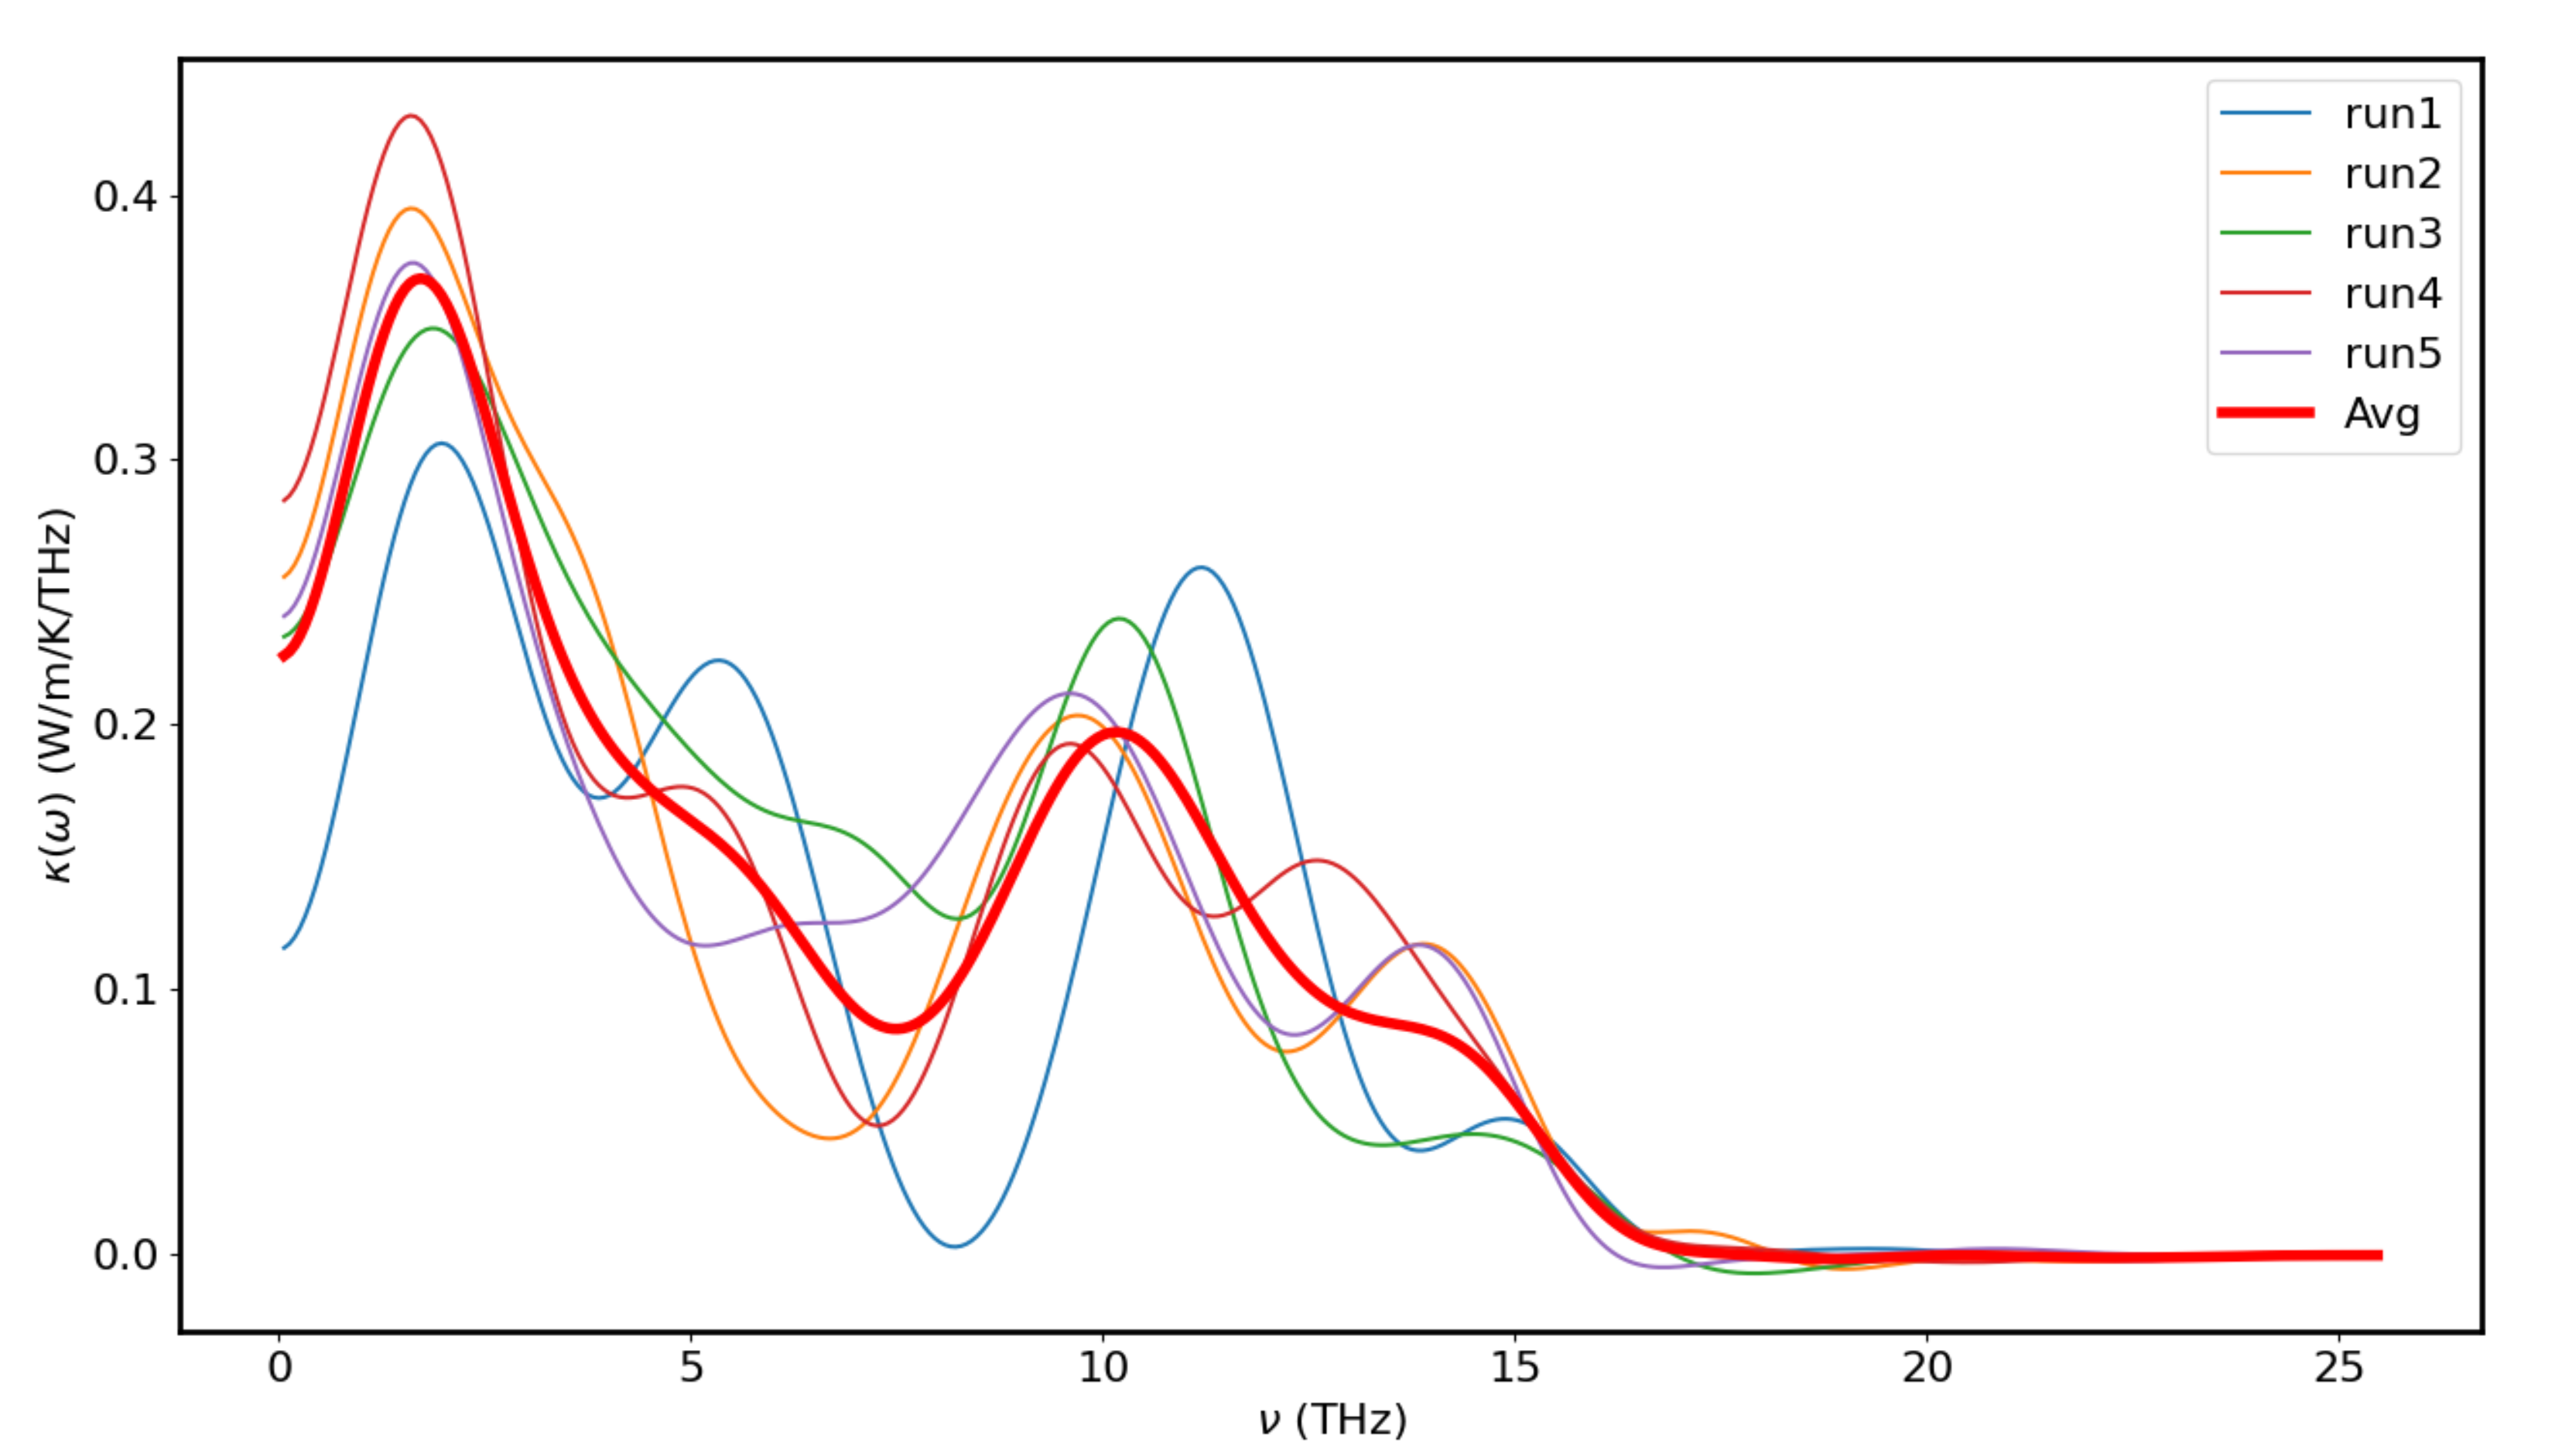 κ(ω) (W/m/K/THz)
0.4
0.3
0.2
0.1
0.0
run1
run2
run3
run4
run5
Avg
0 5 10 15 20 25
ν (THz)